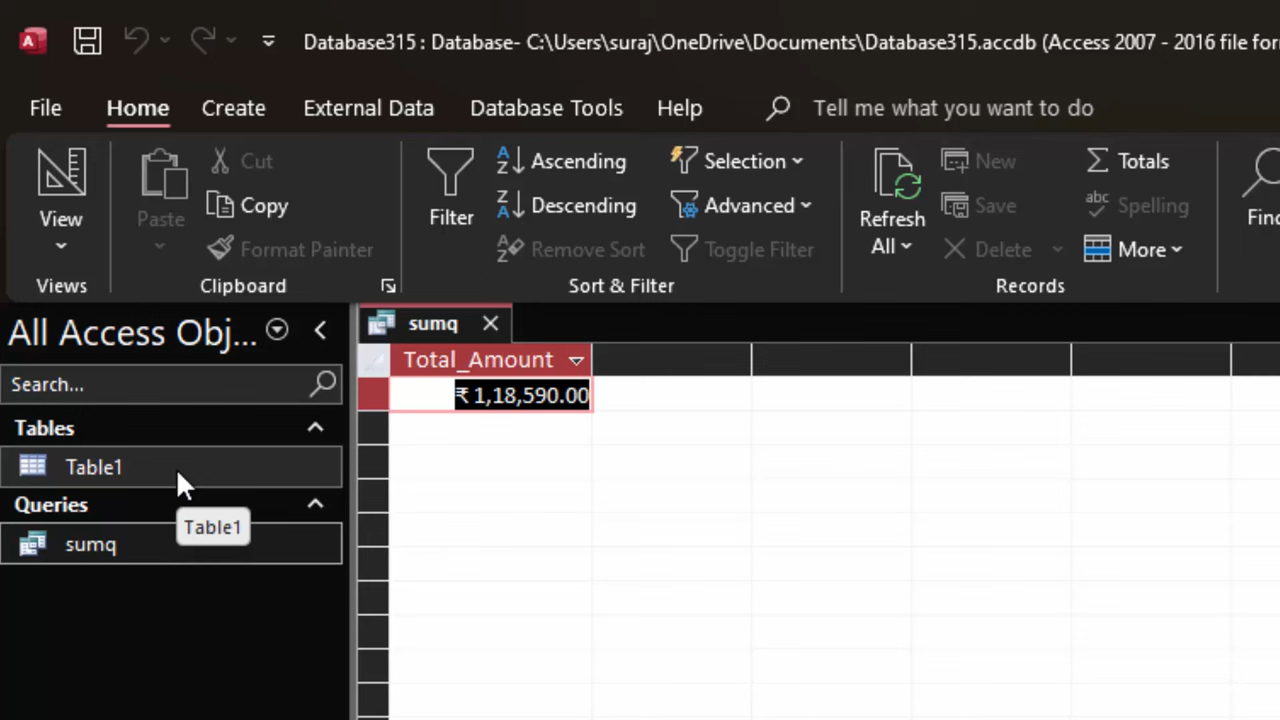 Database315 : Database- C:\Users\suraj\OneDrive\Documents\Database315.accdb (Access 2007 - 2016 file for
File Home Create External Data Database Tools Help Tell me what you want to do
View
Views
Paste
Cut
Copy
Format Painter
Clipboard
Filter
Ascending
Descending
Remove Sort
Selection
Advanced
Toggle Filter
Sort & Filter
Refresh
All
New
Save
Delete
Totals
Spelling
More
Records
Find
All Access Obj...
Search...
Tables
Table1
Queries
Table1
sumq
sumq
Total_Amount
₹ 1,18,590.00